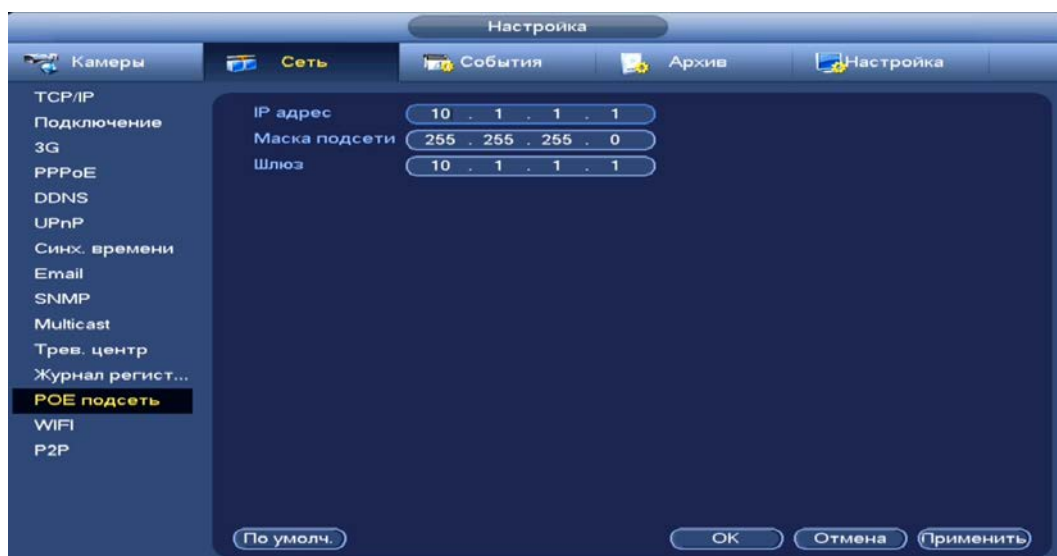 Настройка
Камеры
Сеть
События
Архив
Настройка
TCP/IP
Подключение
3G
PPPoE
DDNS
UPnP
Синх. времени
Email
SNMP
Multicast
Трев. центр
Журнал регист...
POE подсеть
WIFI
P2P
IP адрес 10 . 1 . 1 . 1
Маска подсети 255 . 255 . 255 . 0
Шлюз 10 . 1 . 1 . 1
По умолч. OK Отмена Применить